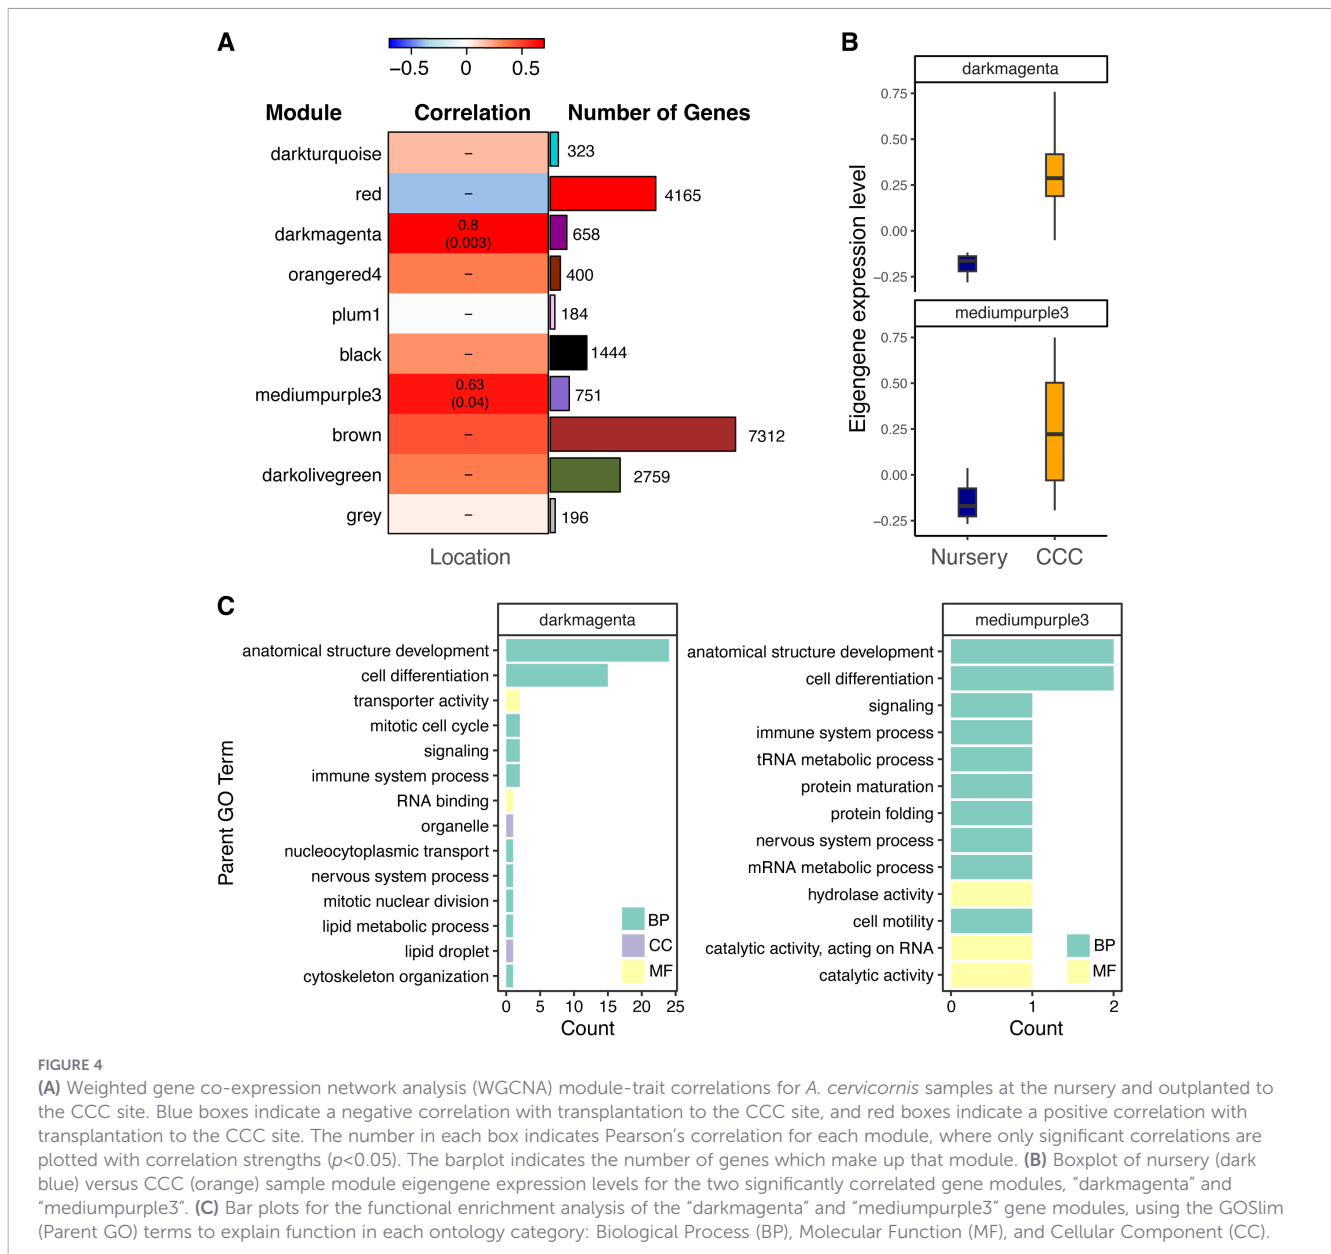 A
−0.5 0 0.5
Module Correlation Number of Genes
darkturquoise – 323
red – 4165
darkmagenta 0.8 (0.003) 658
orangered4 – 400
plum1 – 184
black – 1444
mediumpurple3 0.63 (0.04) 751
brown – 7312
darkolivegreen – 2759
grey – 196
Location
B
Eigengene expression level
darkmagenta
0.75
0.50
0.25
0.00
−0.25
mediumpurple3
0.75
0.50
0.25
0.00
−0.25
Nursery CCC
C
Parent GO Term
darkmagenta
anatomical structure development
cell differentiation
transporter activity
mitotic cell cycle
signaling
immune system process
RNA binding
organelle
nucleocytoplasmic transport
nervous system process
mitotic nuclear division
lipid metabolic process
lipid droplet
cytoskeleton organization
BP
CC
MF
0 5 10 15 20 25
Count
mediumpurple3
anatomical structure development
cell differentiation
signaling
immune system process
tRNA metabolic process
protein maturation
protein folding
nervous system process
mRNA metabolic process
hydrolase activity
cell motility
catalytic activity, acting on RNA
catalytic activity
BP
MF
0 1 2
Count
FIGURE 4
(A) Weighted gene co-expression network analysis (WGCNA) module-trait correlations for A. cervicornis samples at the nursery and outplanted to
the CCC site. Blue boxes indicate a negative correlation with transplantation to the CCC site, and red boxes indicate a positive correlation with
transplantation to the CCC site. The number in each box indicates Pearson’s correlation for each module, where only significant correlations are
plotted with correlation strengths (p<0.05). The barplot indicates the number of genes which make up that module. (B) Boxplot of nursery (dark
blue) versus CCC (orange) sample module eigengene expression levels for the two significantly correlated gene modules, “darkmagenta” and
“mediumpurple3”. (C) Bar plots for the functional enrichment analysis of the “darkmagenta” and “mediumpurple3” gene modules, using the GOSlim
(Parent GO) terms to explain function in each ontology category: Biological Process (BP), Molecular Function (MF), and Cellular Component (CC).